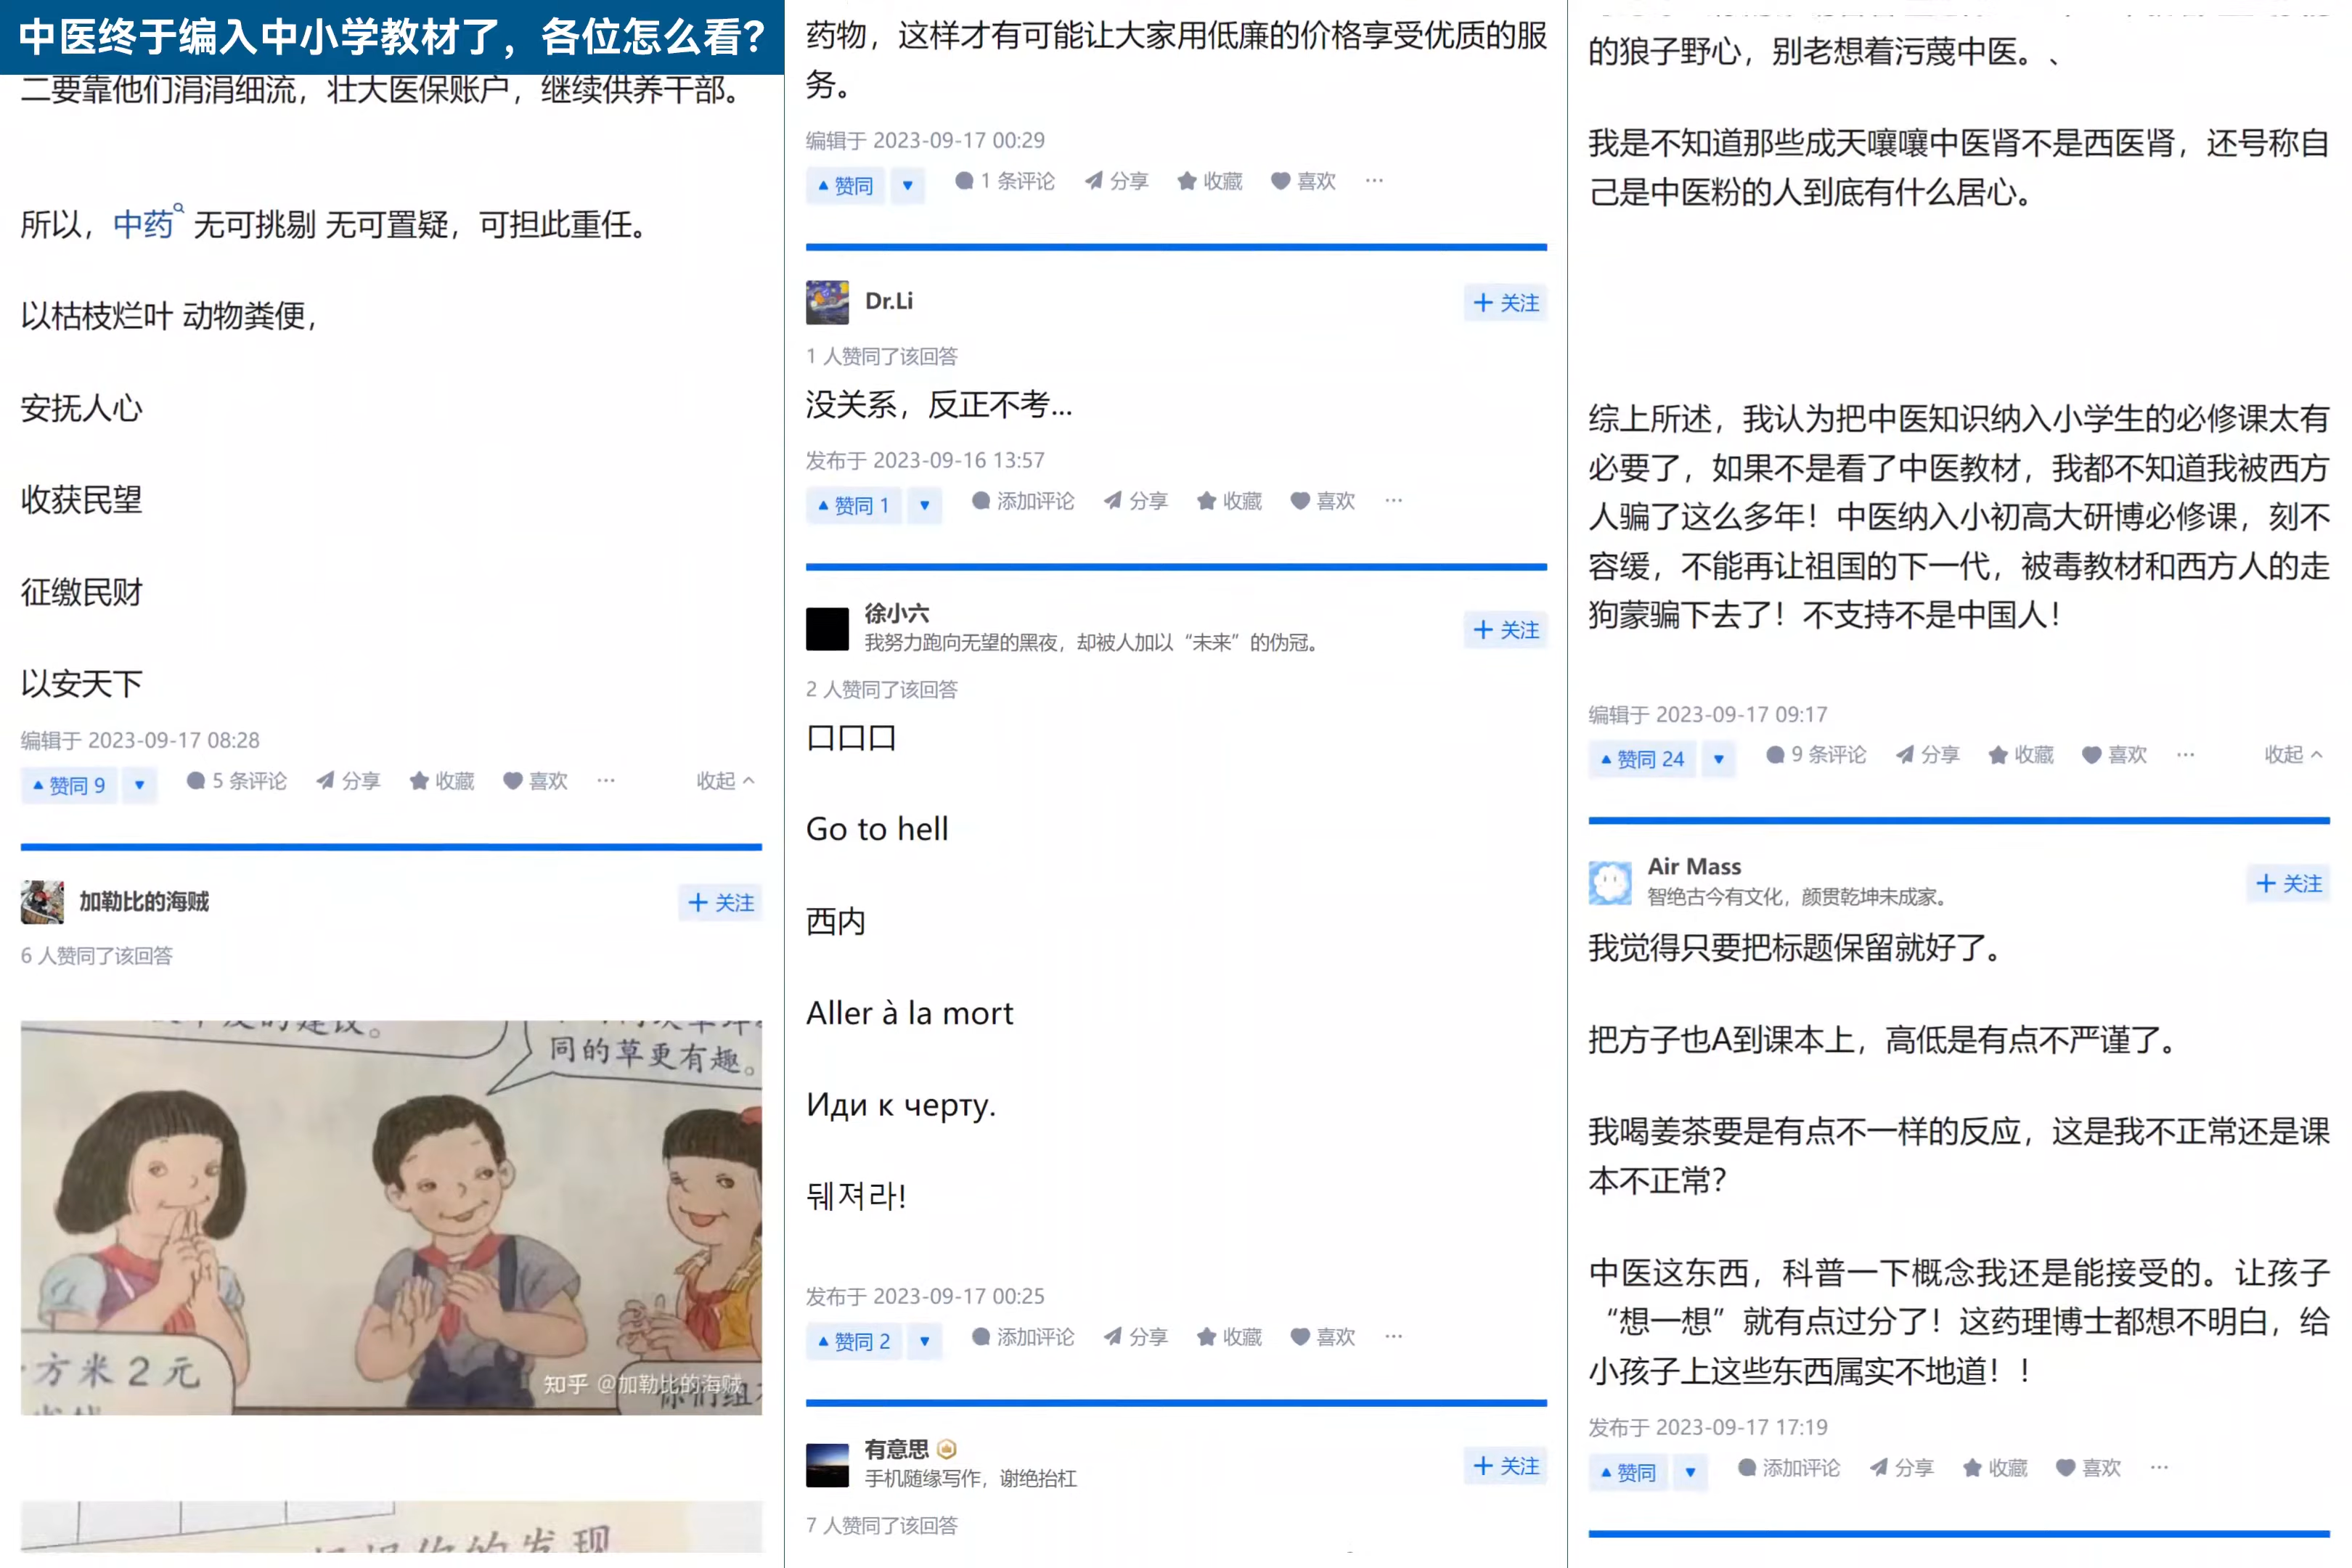 中医终于编入中小学教材了，各位怎么看？
二要靠他们涓涓细流，壮大医保账户，继续供养干部。
所以，中药 无可挑剔 无可置疑，可担此重任。
以枯枝烂叶 动物粪便，
安抚人心
收获民望
征缴民财
以安天下
编辑于 2023-09-17 08:28
赞同 9
5 条评论
分享
收藏
喜欢
收起
加勒比的海贼
关注
6 人赞同了该回答
同的草更有趣。
方米 2 元
知乎 @加勒比的海贼
你们组
你的发现
药物，这样才有可能让大家用低廉的价格享受优质的服
务。
编辑于 2023-09-17 00:29
赞同
1 条评论
分享
收藏
喜欢
Dr.Li
关注
1 人赞同了该回答
没关系，反正不考...
发布于 2023-09-16 13:57
赞同 1
添加评论
分享
收藏
喜欢
徐小六
我努力跑向无望的黑夜，却被人加以“未来”的伪冠。
关注
2 人赞同了该回答
口口口
Go to hell
西内
Aller à la mort
Иди к черту.
뒈져라!
发布于 2023-09-17 00:25
赞同 2
添加评论
分享
收藏
喜欢
有意思
手机随缘写作，谢绝抬杠
关注
7 人赞同了该回答
的狼子野心，别老想着污蔑中医。、
我是不知道那些成天嚷嚷中医肾不是西医肾，还号称自
己是中医粉的人到底有什么居心。
综上所述，我认为把中医知识纳入小学生的必修课太有
必要了，如果不是看了中医教材，我都不知道我被西方
人骗了这么多年！中医纳入小初高大研博必修课，刻不
容缓，不能再让祖国的下一代，被毒教材和西方人的走
狗蒙骗下去了！不支持不是中国人！
编辑于 2023-09-17 09:17
赞同 24
9 条评论
分享
收藏
喜欢
收起
Air Mass
智绝古今有文化，颜贯乾坤未成家。
关注
我觉得只要把标题保留就好了。
把方子也A到课本上，高低是有点不严谨了。
我喝姜茶要是有点不一样的反应，这是我不正常还是课
本不正常？
中医这东西，科普一下概念我还是能接受的。让孩子
“想一想”就有点过分了！这药理博士都想不明白，给
小孩子上这些东西属实不地道！！
发布于 2023-09-17 17:19
赞同
添加评论
分享
收藏
喜欢